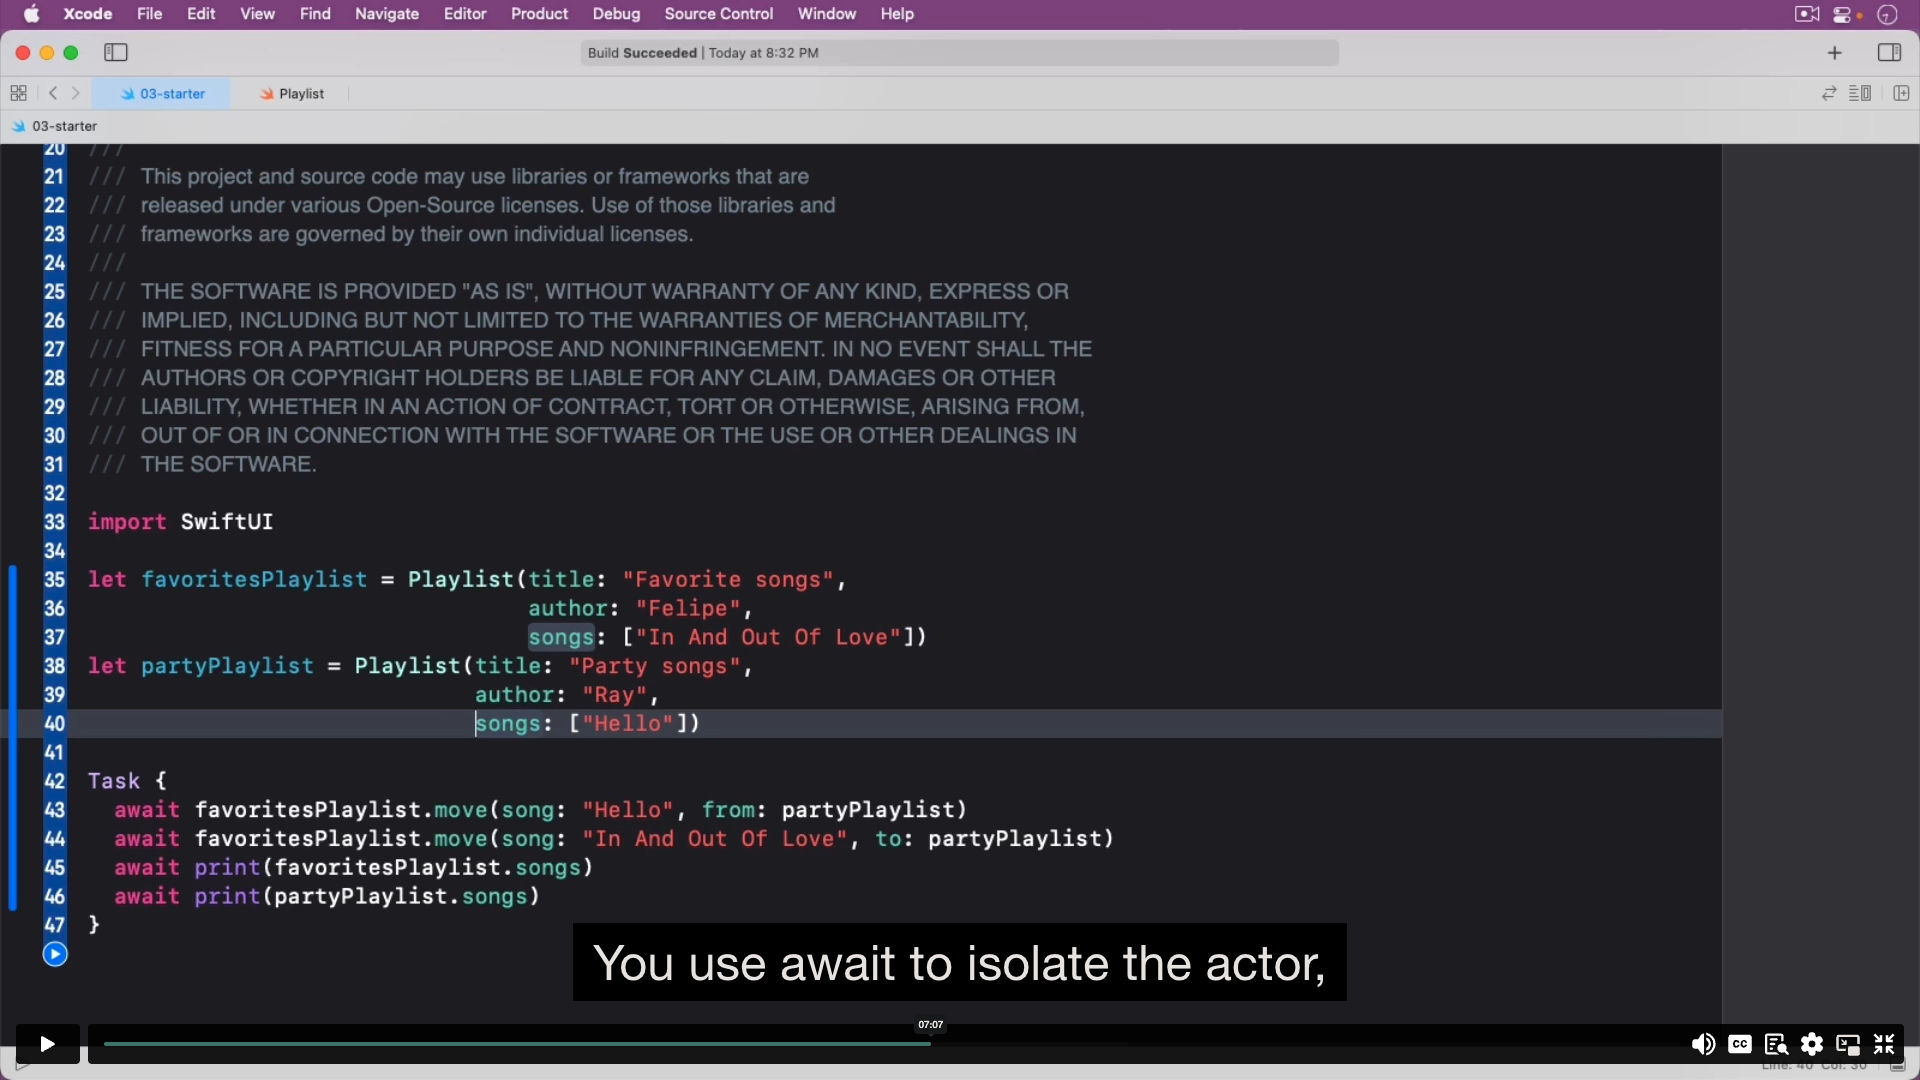 Xcode File Edit View Find Navigate Editor Product Debug Source Control Window Help
Build Succeeded | Today at 8:32 PM
03-starter Playlist
03-starter
20 ///
21 /// This project and source code may use libraries or frameworks that are
22 /// released under various Open-Source licenses. Use of those libraries and
23 /// frameworks are governed by their own individual licenses.
24 ///
25 /// THE SOFTWARE IS PROVIDED "AS IS", WITHOUT WARRANTY OF ANY KIND, EXPRESS OR
26 /// IMPLIED, INCLUDING BUT NOT LIMITED TO THE WARRANTIES OF MERCHANTABILITY,
27 /// FITNESS FOR A PARTICULAR PURPOSE AND NONINFRINGEMENT. IN NO EVENT SHALL THE
28 /// AUTHORS OR COPYRIGHT HOLDERS BE LIABLE FOR ANY CLAIM, DAMAGES OR OTHER
29 /// LIABILITY, WHETHER IN AN ACTION OF CONTRACT, TORT OR OTHERWISE, ARISING FROM,
30 /// OUT OF OR IN CONNECTION WITH THE SOFTWARE OR THE USE OR OTHER DEALINGS IN
31 /// THE SOFTWARE.
32
33 import SwiftUI
34
35 let favoritesPlaylist = Playlist(title: "Favorite songs",
36 author: "Felipe",
37 songs: ["In And Out Of Love"])
38 let partyPlaylist = Playlist(title: "Party songs",
39 author: "Ray",
40 songs: ["Hello"])
41
42 Task {
43 await favoritesPlaylist.move(song: "Hello", from: partyPlaylist)
44 await favoritesPlaylist.move(song: "In And Out Of Love", to: partyPlaylist)
45 await print(favoritesPlaylist.songs)
46 await print(partyPlaylist.songs)
47 }
You use await to isolate the actor,
07:07
CC
Line: 40 Col: 30